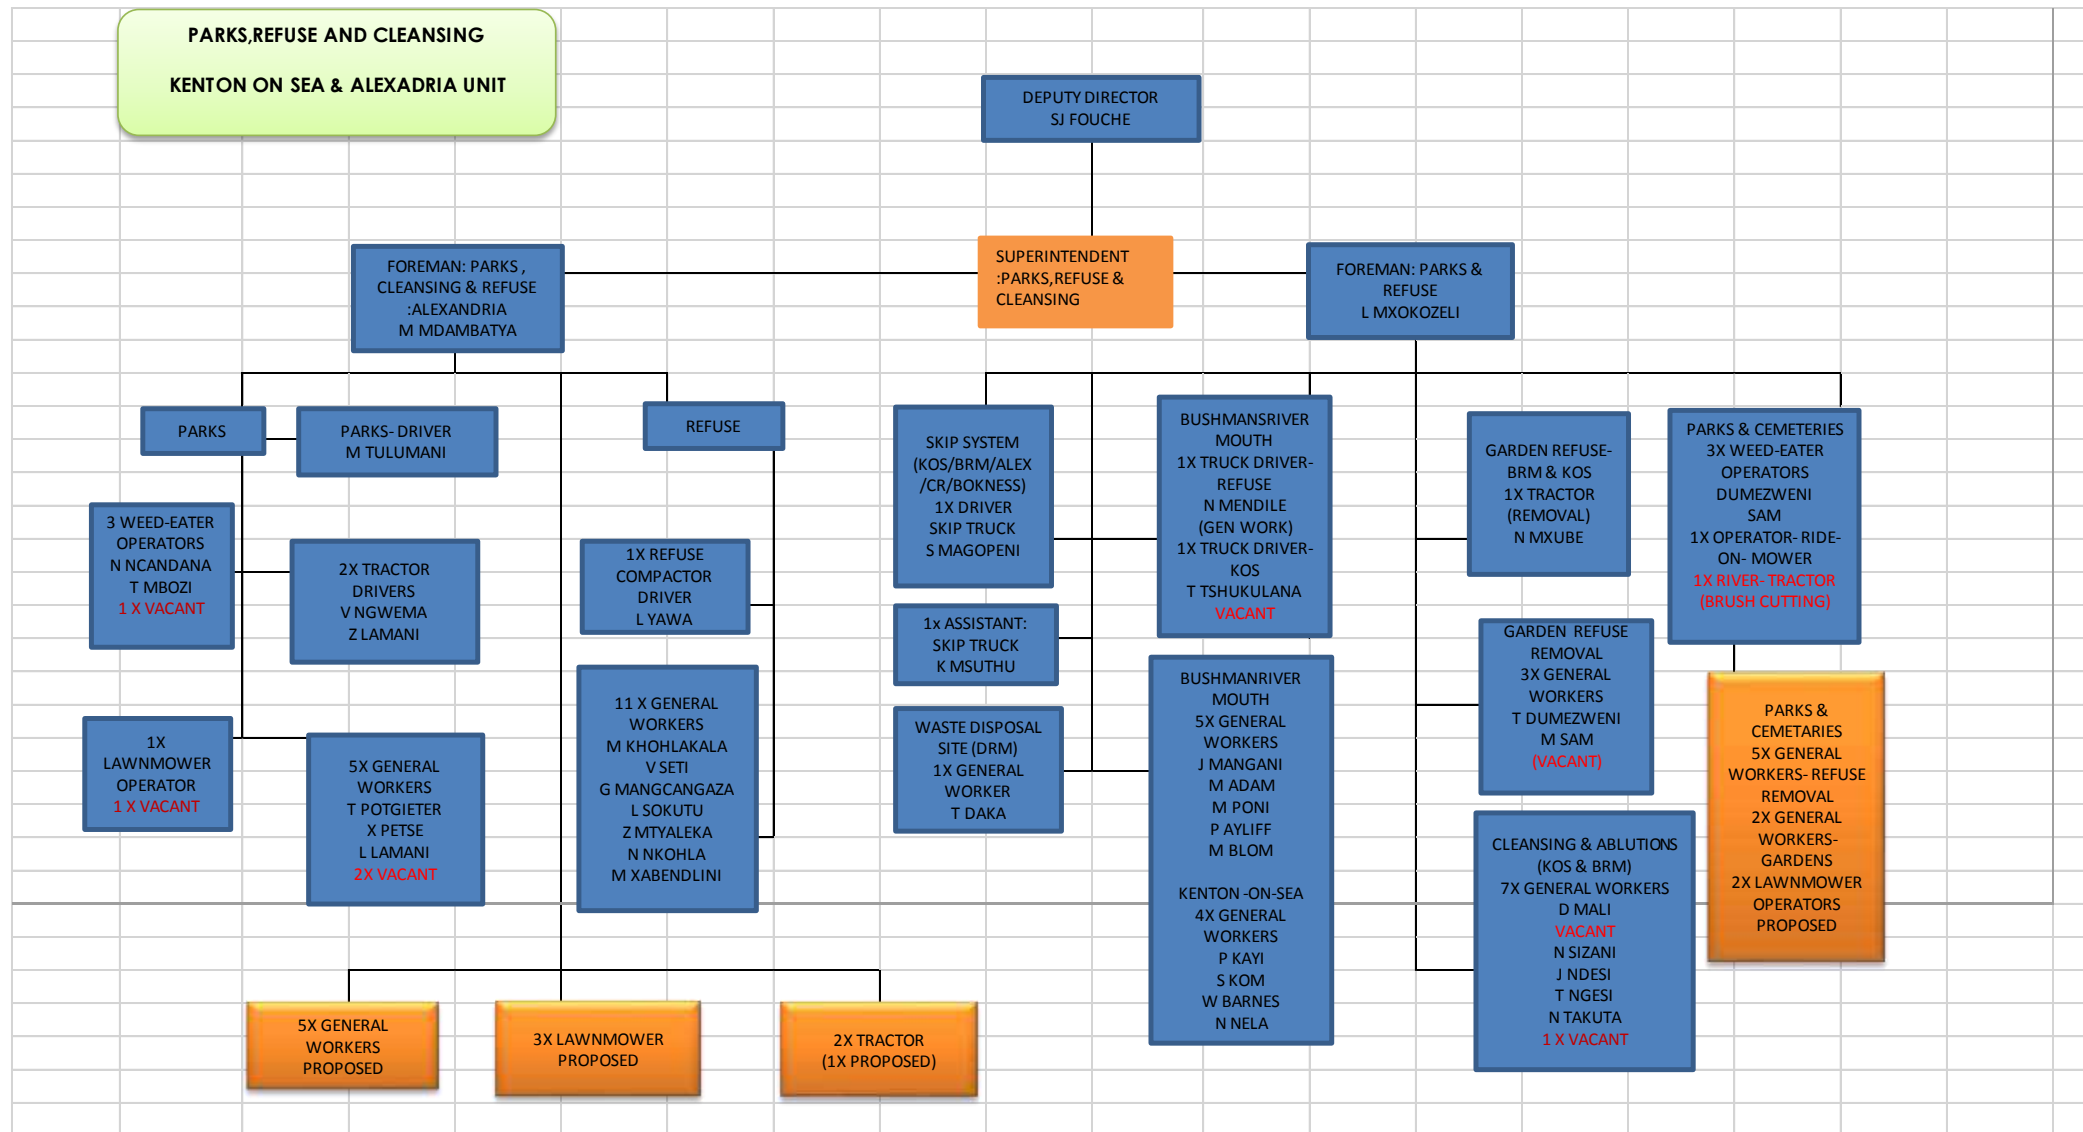 PARKS,REFUSE AND CLEANSING
KENTON ON SEA & ALEXADRIA UNIT
DEPUTY DIRECTOR
SJ FOUCHE
SUPERINTENDENT
:PARKS,REFUSE &
CLEANSING
FOREMAN: PARKS ,
CLEANSING & REFUSE
:ALEXANDRIA
M MDAMBATYA
FOREMAN: PARKS &
REFUSE
L MXOKOZELI
PARKS
PARKS- DRIVER
M TULUMANI
REFUSE
3 WEED-EATER
OPERATORS
N NCANDANA
T MBOZI
1 X VACANT
2X TRACTOR
DRIVERS
V NGWEMA
Z LAMANI
1X
LAWNMOWER
OPERATOR
1 X VACANT
5X GENERAL
WORKERS
T POTGIETER
X PETSE
L LAMANI
2X VACANT
1X REFUSE
COMPACTOR
DRIVER
L YAWA
11 X GENERAL
WORKERS
M KHOHLAKALA
V SETI
G MANGCANGAZA
L SOKUTU
Z MTYALEKA
N NKOHLA
M XABENDLINI
5X GENERAL
WORKERS
PROPOSED
3X LAWNMOWER
PROPOSED
2X TRACTOR
(1X PROPOSED)
SKIP SYSTEM
(KOS/BRM/ALEX
/CR/BOKNESS)
1X DRIVER
SKIP TRUCK
S MAGOPENI
1x ASSISTANT:
SKIP TRUCK
K MSUTHU
WASTE DISPOSAL
SITE (DRM)
1X GENERAL
WORKER
T DAKA
BUSHMANSRIVER
MOUTH
1X TRUCK DRIVER-
REFUSE
N MENDILE
(GEN WORK)
1X TRUCK DRIVER-
KOS
T TSHUKULANA
VACANT
BUSHMANRIVER
MOUTH
5X GENERAL
WORKERS
J MANGANI
M ADAM
M PONI
P AYLIFF
M BLOM
KENTON -ON-SEA
4X GENERAL
WORKERS
P KAYI
S KOM
W BARNES
N NELA
GARDEN REFUSE-
BRM & KOS
1X TRACTOR
(REMOVAL)
N MXUBE
GARDEN REFUSE
REMOVAL
3X GENERAL
WORKERS
T DUMEZWENI
M SAM
(VACANT)
CLEANSING & ABLUTIONS
(KOS & BRM)
7X GENERAL WORKERS
D MALI
VACANT
N SIZANI
J NDESI
T NGESI
N TAKUTA
1 X VACANT
PARKS & CEMETERIES
3X WEED-EATER
OPERATORS
DUMEZWENI
SAM
1X OPERATOR- RIDE-
ON- MOWER
1X RIVER- TRACTOR
(BRUSH CUTTING)
PARKS &
CEMETARIES
5X GENERAL
WORKERS- REFUSE
REMOVAL
2X GENERAL
WORKERS-
GARDENS
2X LAWNMOWER
OPERATORS
PROPOSED